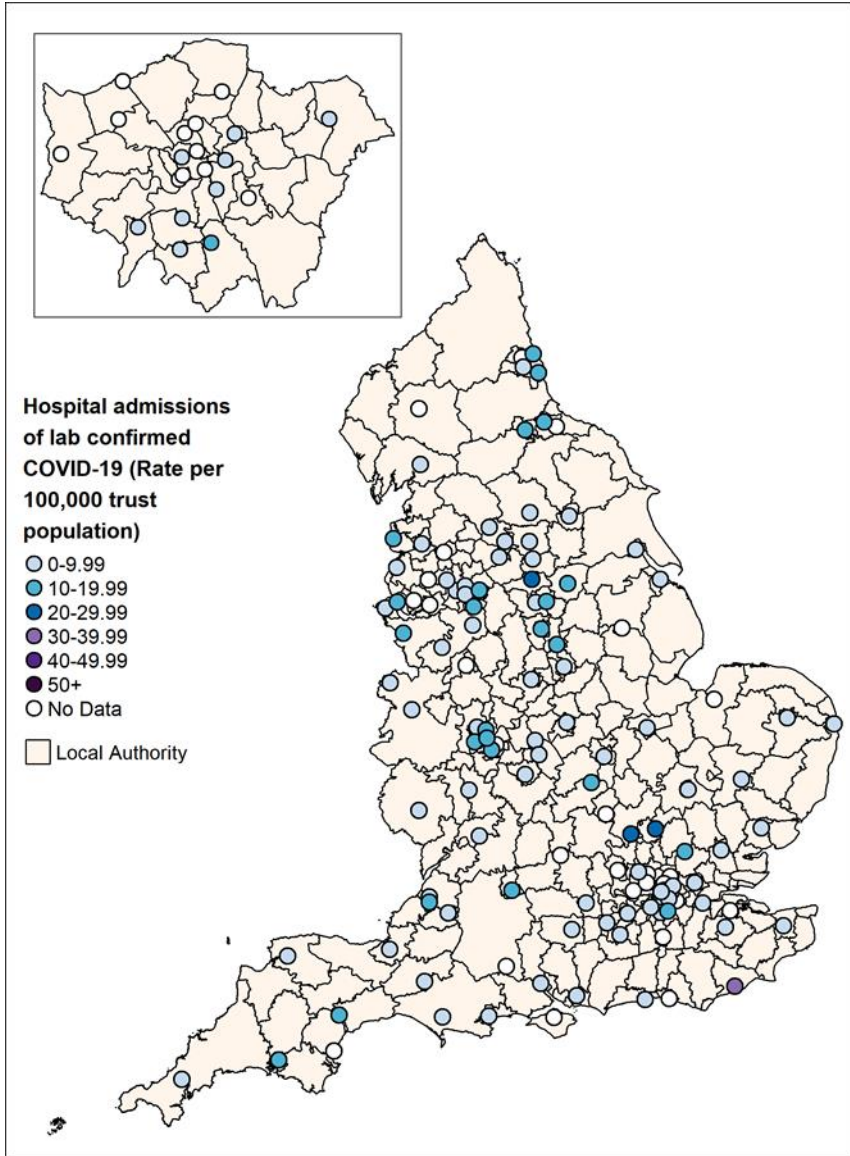 Hospital admissions
of lab confirmed
COVID-19 (Rate per
100,000 trust
population)
0-9.99
10-19.99
20-29.99
30-39.99
40-49.99
50+
No Data
Local Authority